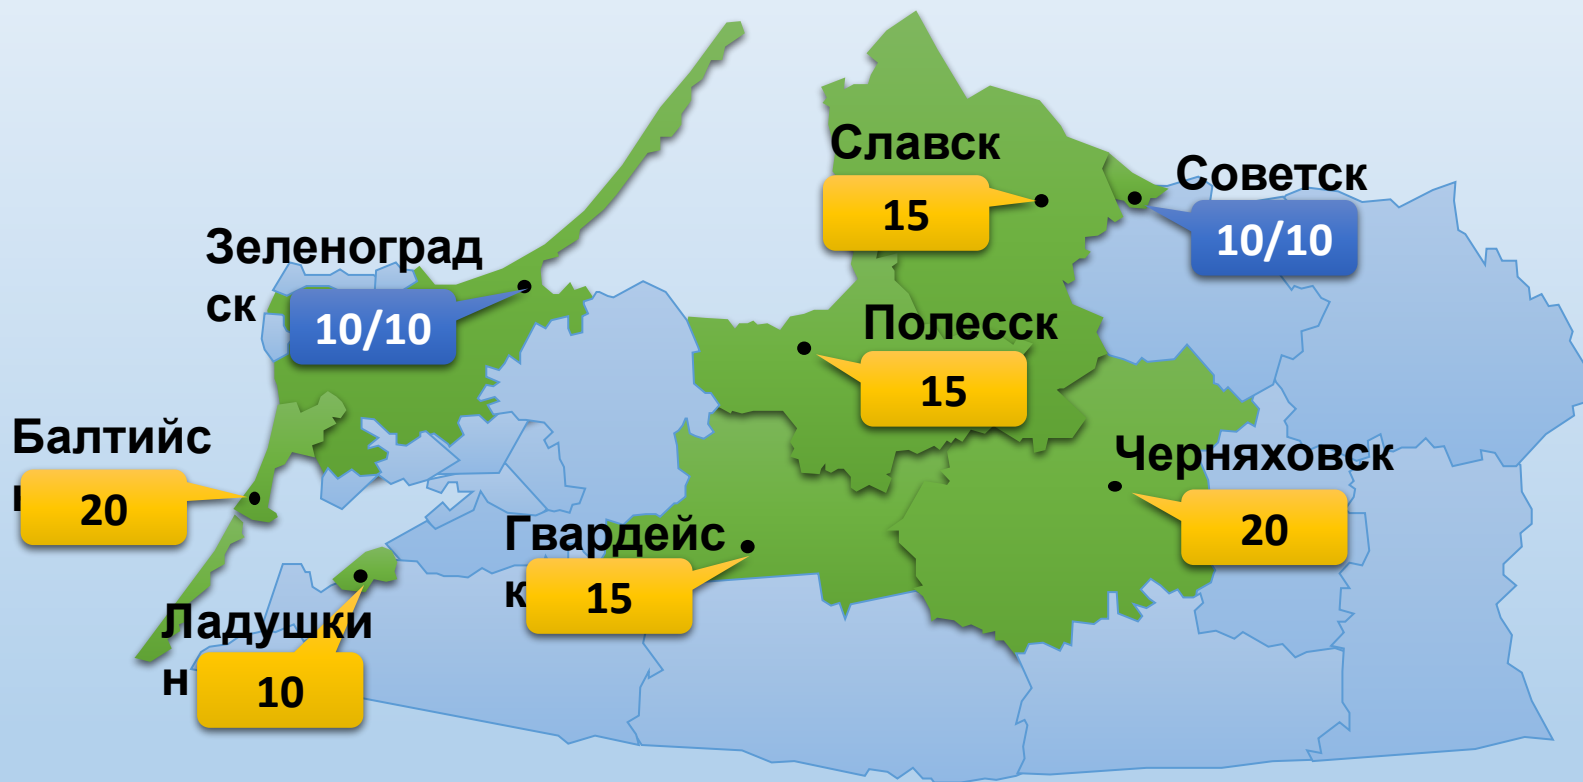 Славск
15
Советск
10/10
Зеленоград
ск
10/10
Полесск
15
Балтийс
20
Черняховск
20
Гвардейс
к
15
Ладушки
н
10